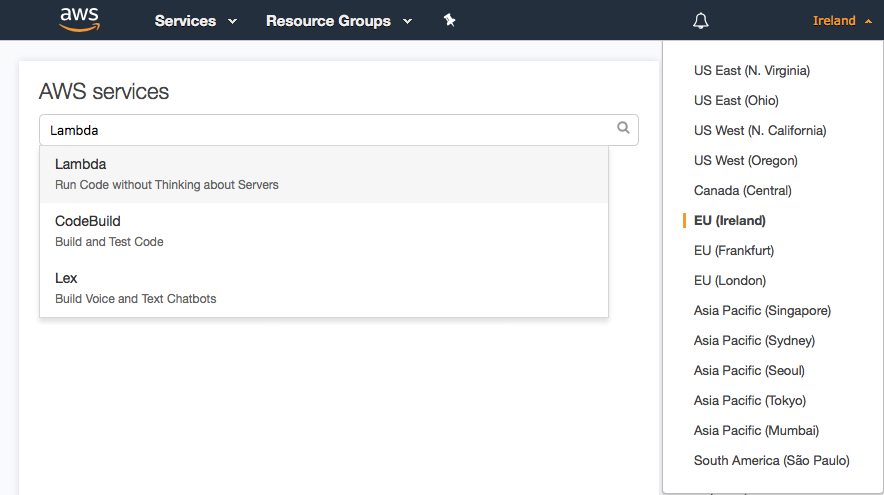 aws
Services
Resource Groups
Ireland
AWS services
Lambda
Lambda
Run Code without Thinking about Servers
CodeBuild
Build and Test Code
Lex
Build Voice and Text Chatbots
US East (N. Virginia)
US East (Ohio)
US West (N. California)
US West (Oregon)
Canada (Central)
EU (Ireland)
EU (Frankfurt)
EU (London)
Asia Pacific (Singapore)
Asia Pacific (Sydney)
Asia Pacific (Seoul)
Asia Pacific (Tokyo)
Asia Pacific (Mumbai)
South America (São Paulo)